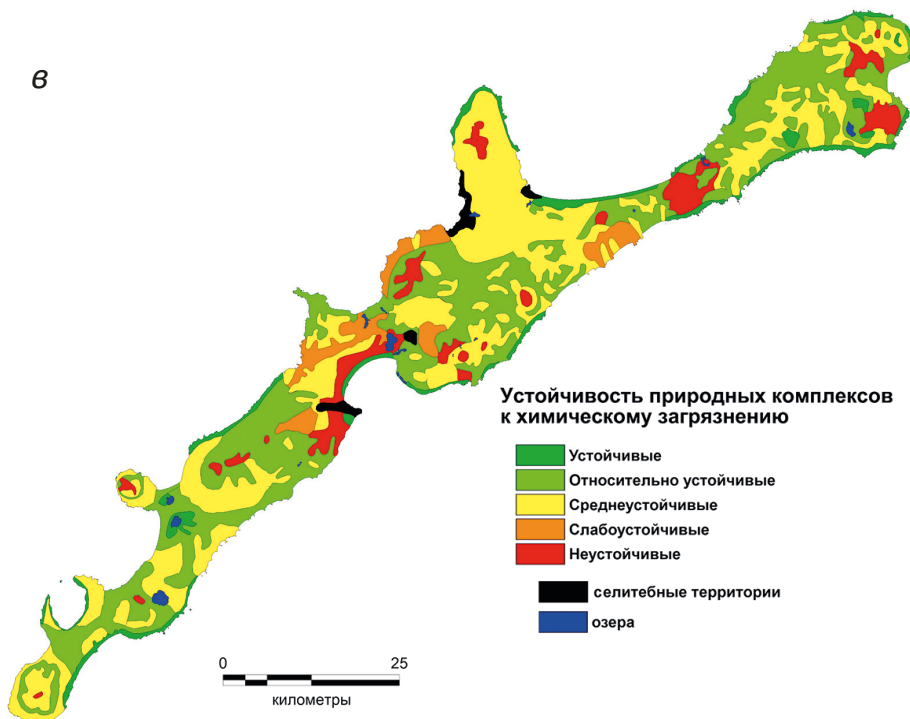 в
Устойчивость природных комплексов
к химическому загрязнению
Устойчивые
Относительно устойчивые
Среднеустойчивые
Слабоустойчивые
Неустойчивые
селитебные территории
озера
0 25
километры